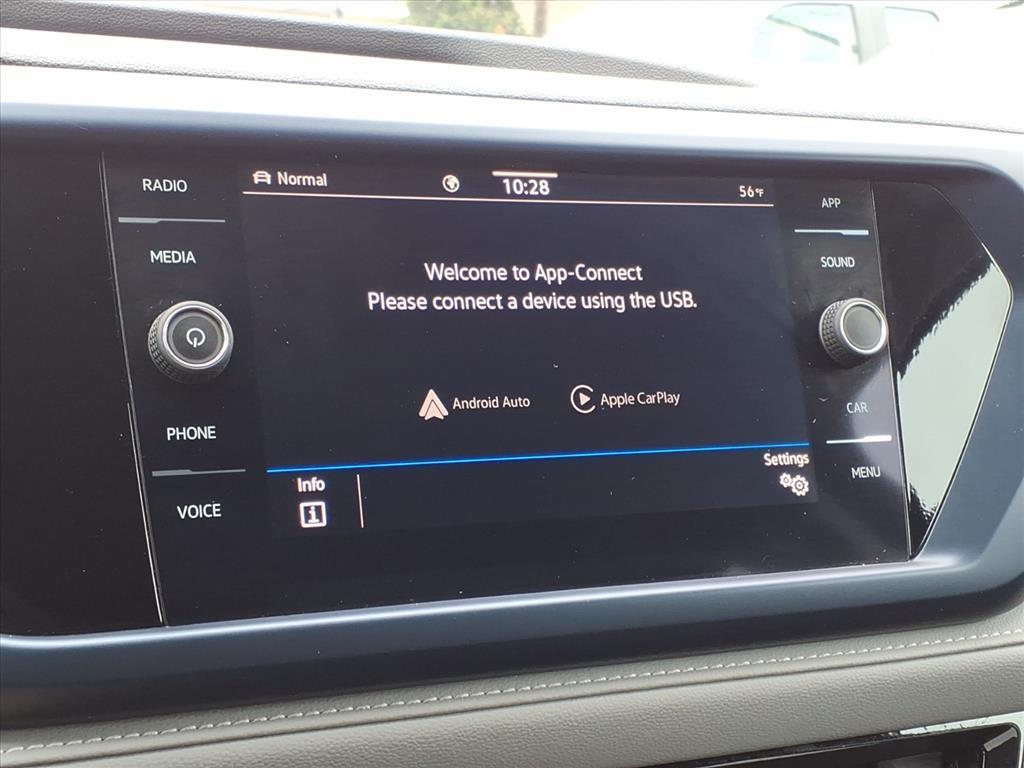 RADIO
MEDIA
PHONE
VOICE
Normal
10:28
56°F
Welcome to App-Connect
Please connect a device using the USB.
Android Auto
Apple CarPlay
Info
i
Settings
APP
SOUND
CAR
MENU